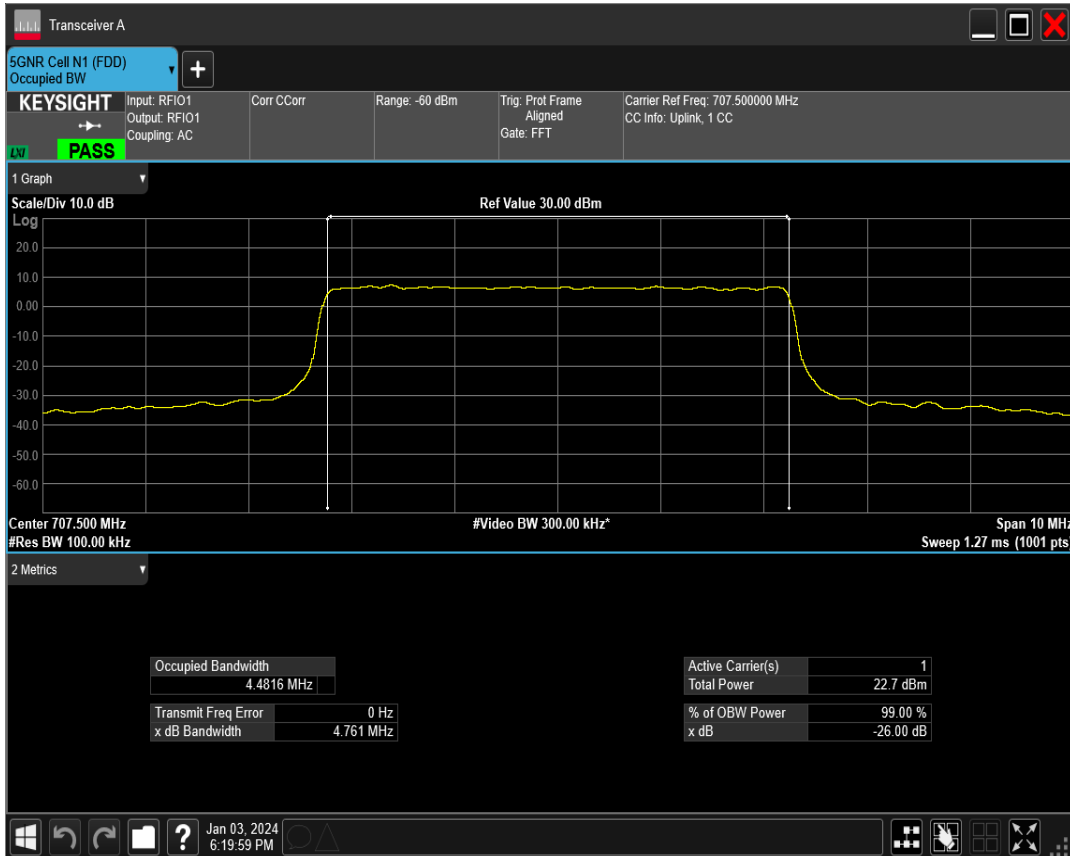 Transceiver A
5GNR Cell N1 (FDD)
Occupied BW
+
KEYSIGHT
LXI
PASS
Input: RFIO1
Output: RFIO1
Coupling: AC
Corr CCorr
Range: -60 dBm
Trig: Prot Frame
Aligned
Gate: FFT
Carrier Ref Freq: 707.500000 MHz
CC Info: Uplink, 1 CC
1 Graph
Scale/Div 10.0 dB
Ref Value 30.00 dBm
Log
20.0
10.0
0.00
-10.0
-20.0
-30.0
-40.0
-50.0
-60.0
Center 707.500 MHz
#Video BW 300.00 kHz*
Span 10 MHz
#Res BW 100.00 kHz
Sweep 1.27 ms (1001 pts)
2 Metrics
Occupied Bandwidth
4.4816 MHz
Transmit Freq Error 0 Hz
x dB Bandwidth 4.761 MHz
Active Carrier(s) 1
Total Power 22.7 dBm
% of OBW Power 99.00 %
x dB -26.00 dB
?
Jan 03, 2024
6:19:59 PM